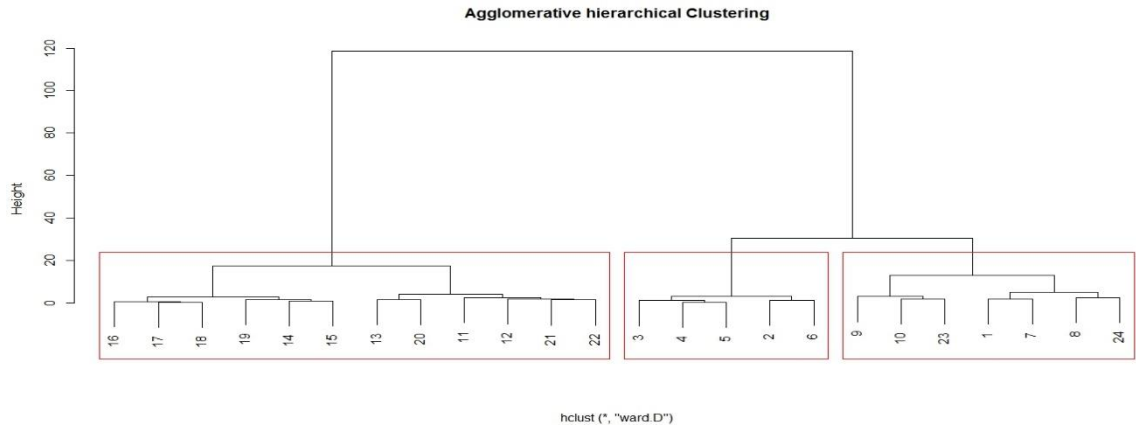 Agglomerative hierarchical Clustering
Height
120
100
80
60
40
20
0
16 17 18 19 14 15 13 20 11 12 21 22 3 4 5 2 6 9 10 23 1 7 8 24
hclust (*, "ward.D")